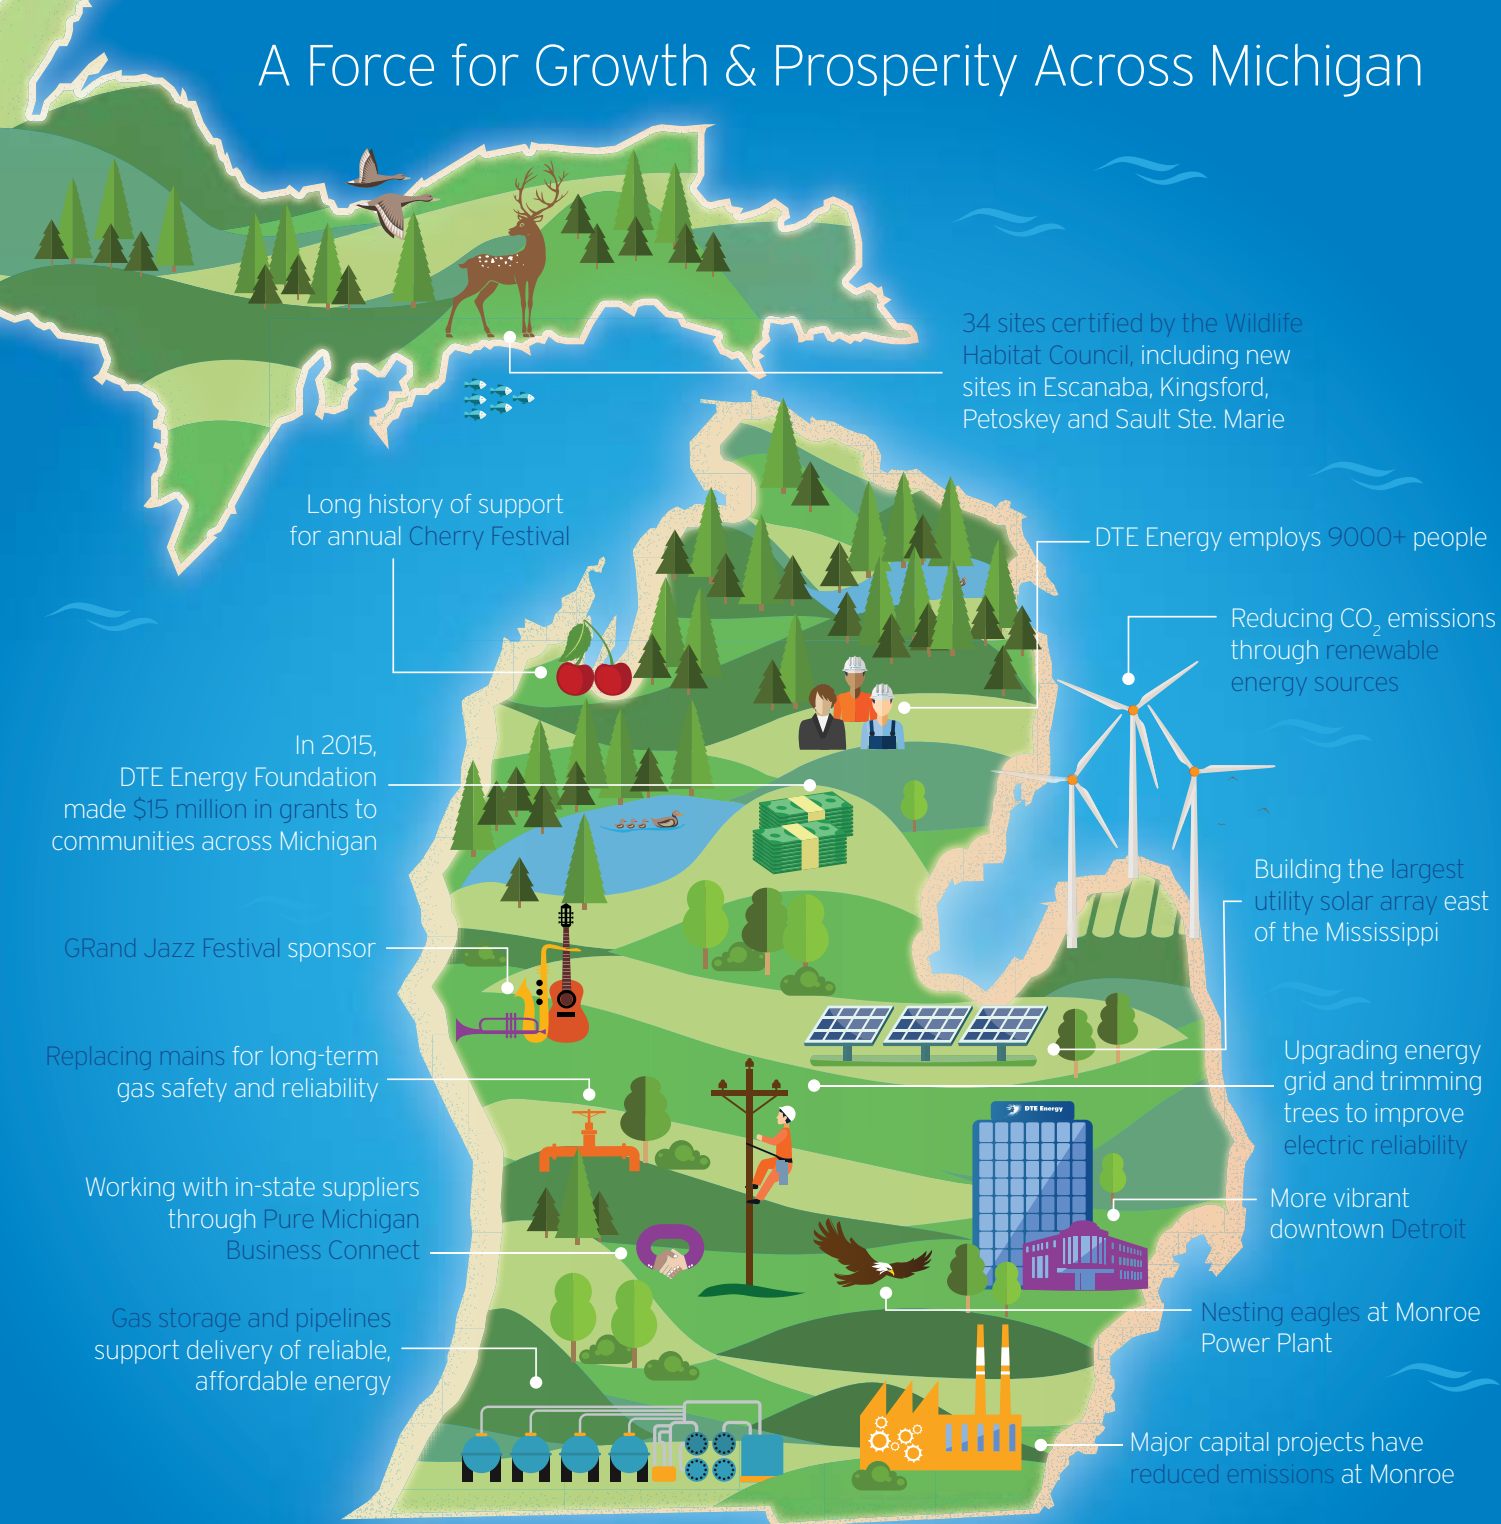 A Force for Growth & Prosperity Across Michigan
34 sites certified by the Wildlife
Habitat Council, including new
sites in Escanaba, Kingsford,
Petoskey and Sault Ste. Marie
Long history of support
for annual Cherry Festival
DTE Energy employs 9000+ people
Reducing CO₂ emissions
through renewable
energy sources
In 2015,
DTE Energy Foundation
made $15 million in grants to
communities across Michigan
Building the largest
utility solar array east
of the Mississippi
GRand Jazz Festival sponsor
Replacing mains for long-term
gas safety and reliability
Upgrading energy
grid and trimming
trees to improve
electric reliability
DTE Energy
Working with in-state suppliers
through Pure Michigan
Business Connect
More vibrant
downtown Detroit
Gas storage and pipelines
support delivery of reliable,
affordable energy
Nesting eagles at Monroe
Power Plant
Major capital projects have
reduced emissions at Monroe